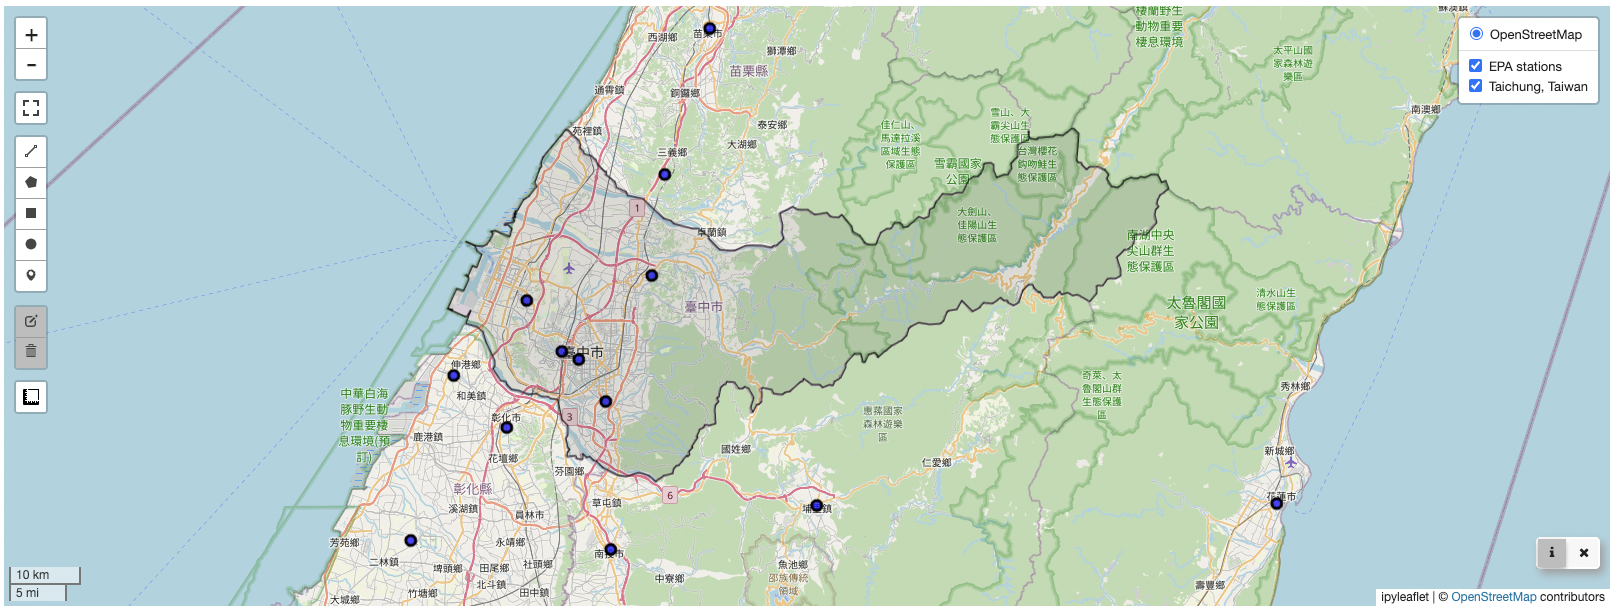 +
−
西湖鄉
苗栗市
獅潭鄉
棲蘭野生
動物重要
棲息環境
蘇澳鎮
OpenStreetMap
EPA stations
Taichung, Taiwan
太平山國
家森林遊
樂區
苗栗縣
通霄鎮
銅鑼鄉
南澳鄉
苑裡鎮
泰安鄉
大湖鄉
三義鄉
佳仁山、
馬達拉溪
區域生態
保護區
雪山、大
霸尖山生
態保護區
雪霸國家
公園
台灣櫻花
鉤吻鮭生
態保護區
1
卓蘭鎮
大劍山、
佳陽山生
態保護區
南湖中央
尖山群生
態保護區
臺中市
太魯閣國
家公園
清水山生
態保護區
臺中市
伸港鄉
和美鎮
中華白海
豚野生動
物重要棲
息環境(預
訂)
彰化市
3
鹿港鎮
花壇鄉
芬園鄉
彰化縣
惠蓀國家
森林遊樂
區
奇萊、太
魯閣山群
生態保護
區
秀林鄉
國姓鄉
仁愛鄉
新城鄉
6
溪湖鎮
員林市
草屯鎮
埔里鎮
花蓮市
芳苑鄉
二林鎮
永靖鄉
南投市
埤頭鄉
田尾鄉
社頭鄉
魚池鄉
邵族傳統
領域
中寮鄉
北斗鎮
大城鄉
竹塘鄉
田中鎮
壽豐鄉
10 km
5 mi
i
ipyleaflet | © OpenStreetMap contributors